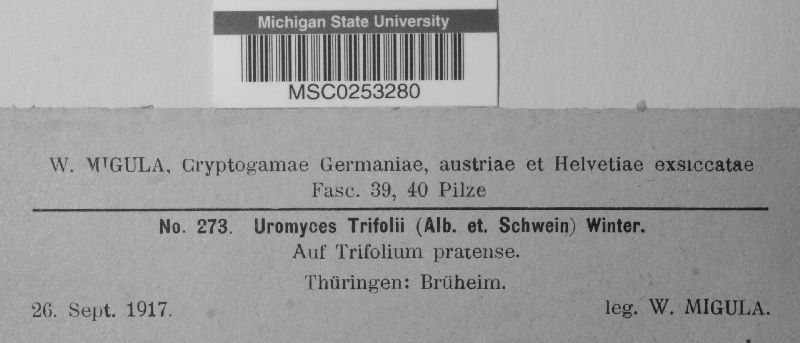 Michigan State University
MSC0253280
W. MIGULA, Cryptogamae Germaniae, austriae et Helvetiae exsiccatae
Fasc. 39, 40 Pilze
No. 273. Uromyces Trifolii (Alb. et. Schwein) Winter.
Auf Trifolium pratense.
Thüringen: Brüheim.
26. Sept. 1917. leg. W. MIGULA.